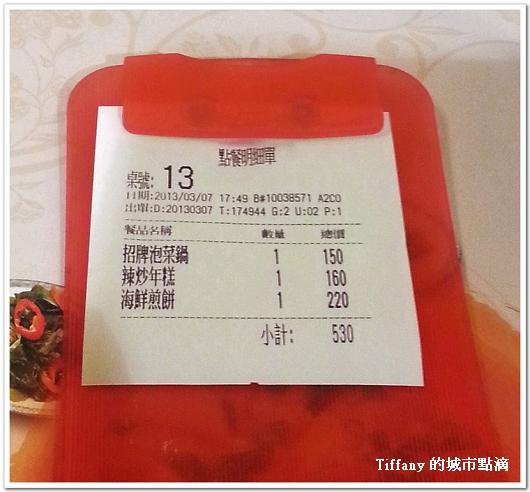 點餐明細單
桌號: 13
日期:2013/03/07 17:49 B#10038571 A2C0
出單:D:20130307 T:174944 G:2 U:02 P:1
餐品名稱 數量 總價
招牌泡菜鍋 1 150
辣炒年糕 1 160
海鮮煎餅 1 220
小計: 530
Tiffany 的城市點滴